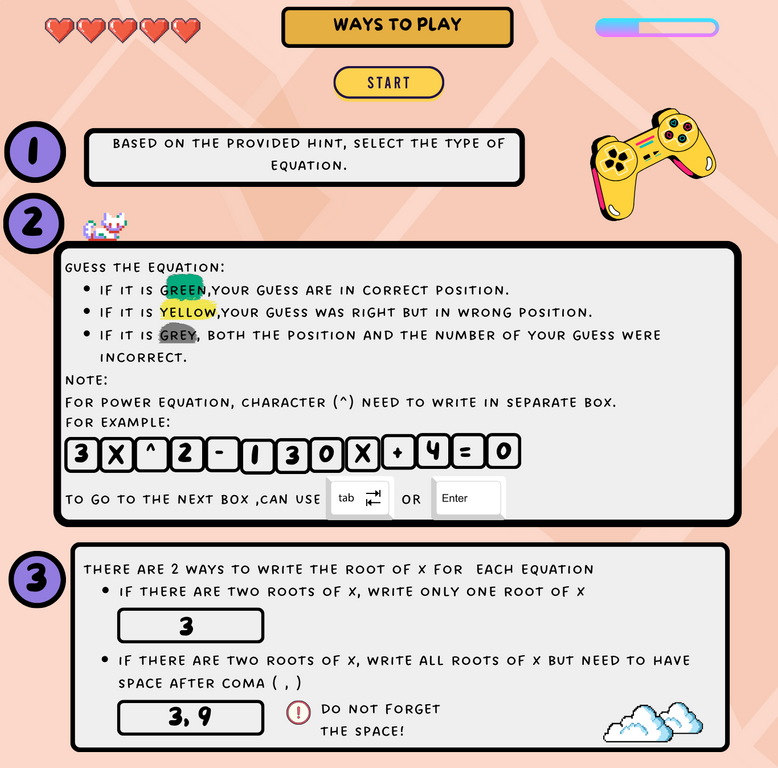 WAYS TO PLAY
START
1
BASED ON THE PROVIDED HINT, SELECT THE TYPE OF
EQUATION.
2
GUESS THE EQUATION:
• IF IT IS GREEN,YOUR GUESS ARE IN CORRECT POSITION.
• IF IT IS YELLOW,YOUR GUESS WAS RIGHT BUT IN WRONG POSITION.
• IF IT IS GREY, BOTH THE POSITION AND THE NUMBER OF YOUR GUESS WERE
INCORRECT.
NOTE:
FOR POWER EQUATION, CHARACTER (^) NEED TO WRITE IN SEPARATE BOX.
FOR EXAMPLE:
3 X ^ 2 - 1 3 0 X + 4 = 0
TO GO TO THE NEXT BOX ,CAN USE tab OR Enter
3
THERE ARE 2 WAYS TO WRITE THE ROOT OF X FOR EACH EQUATION
• IF THERE ARE TWO ROOTS OF X, WRITE ONLY ONE ROOT OF X
3
• IF THERE ARE TWO ROOTS OF X, WRITE ALL ROOTS OF X BUT NEED TO HAVE
SPACE AFTER COMA ( , )
3, 9
! DO NOT FORGET
THE SPACE!